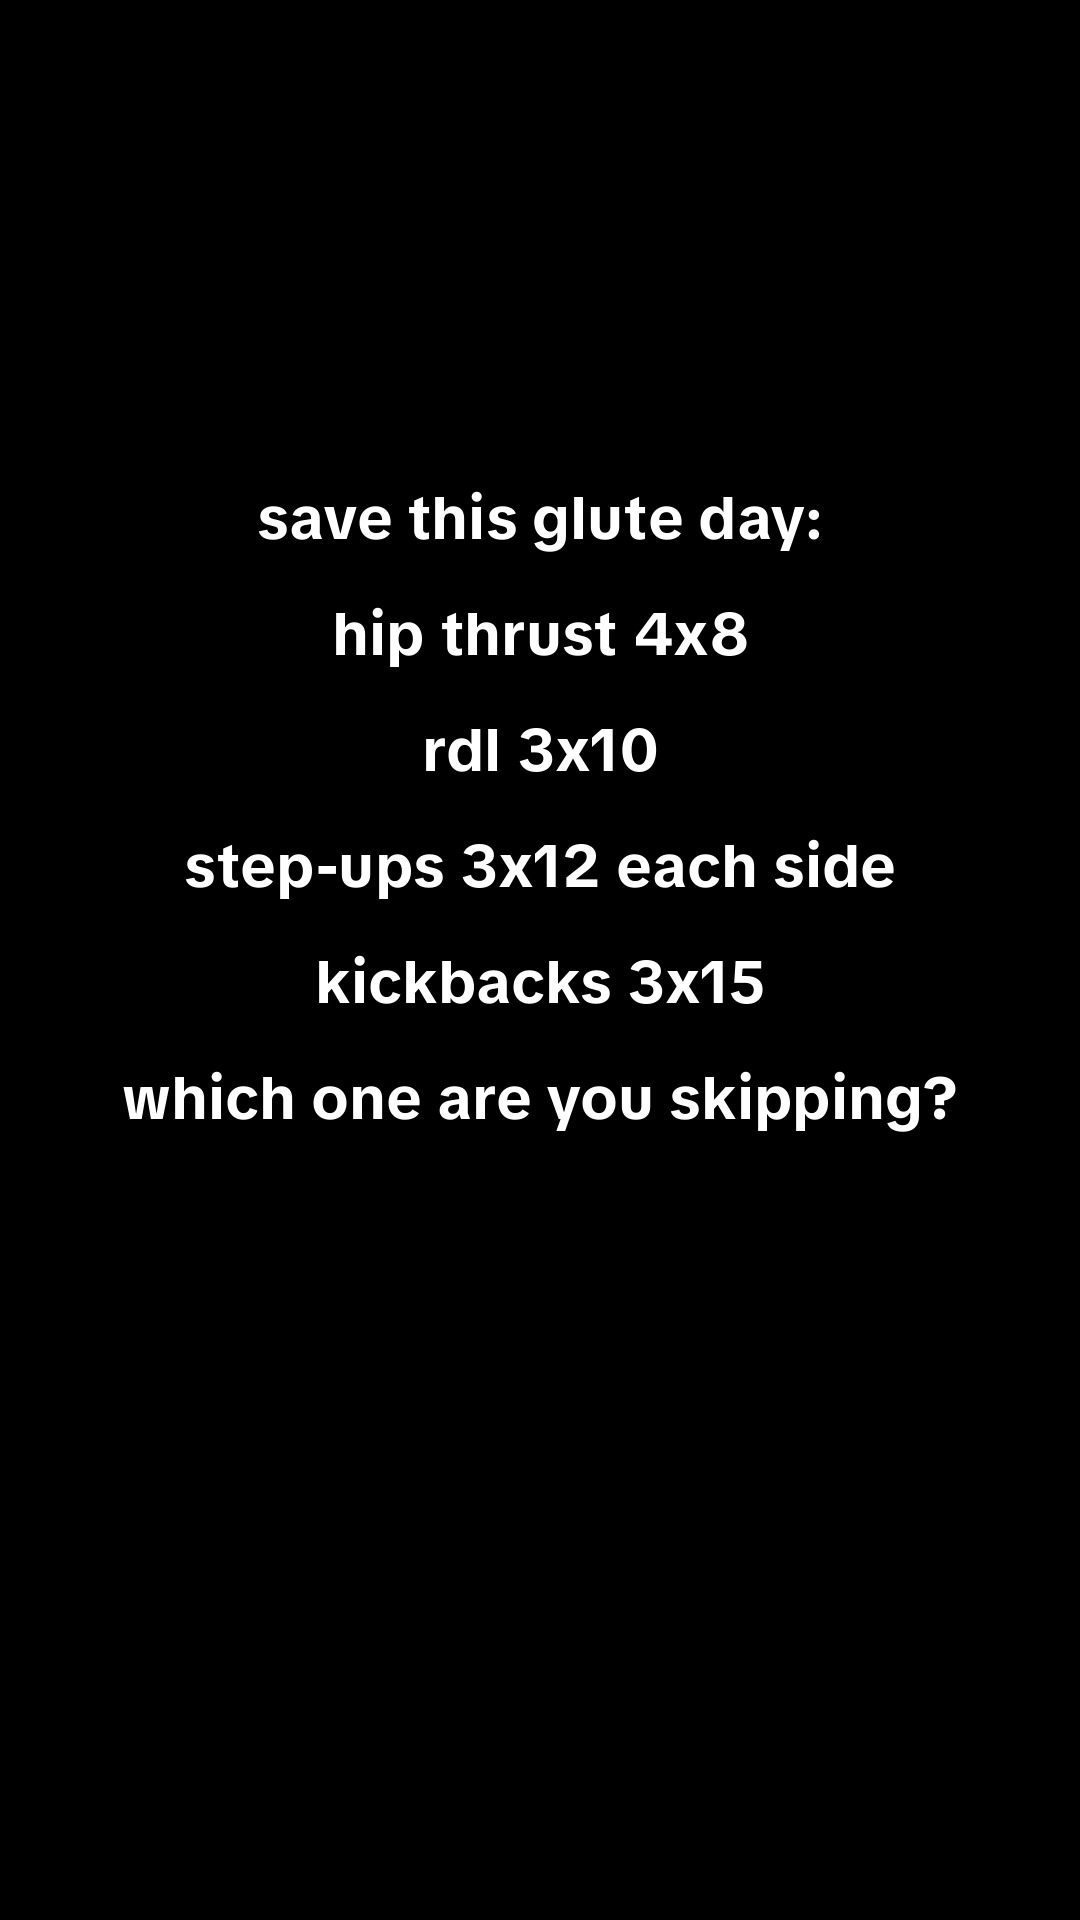 save this glute day:
hip thrust 4x8
rdl 3x10
step-ups 3x12 each side
kickbacks 3x15
which one are you skipping?